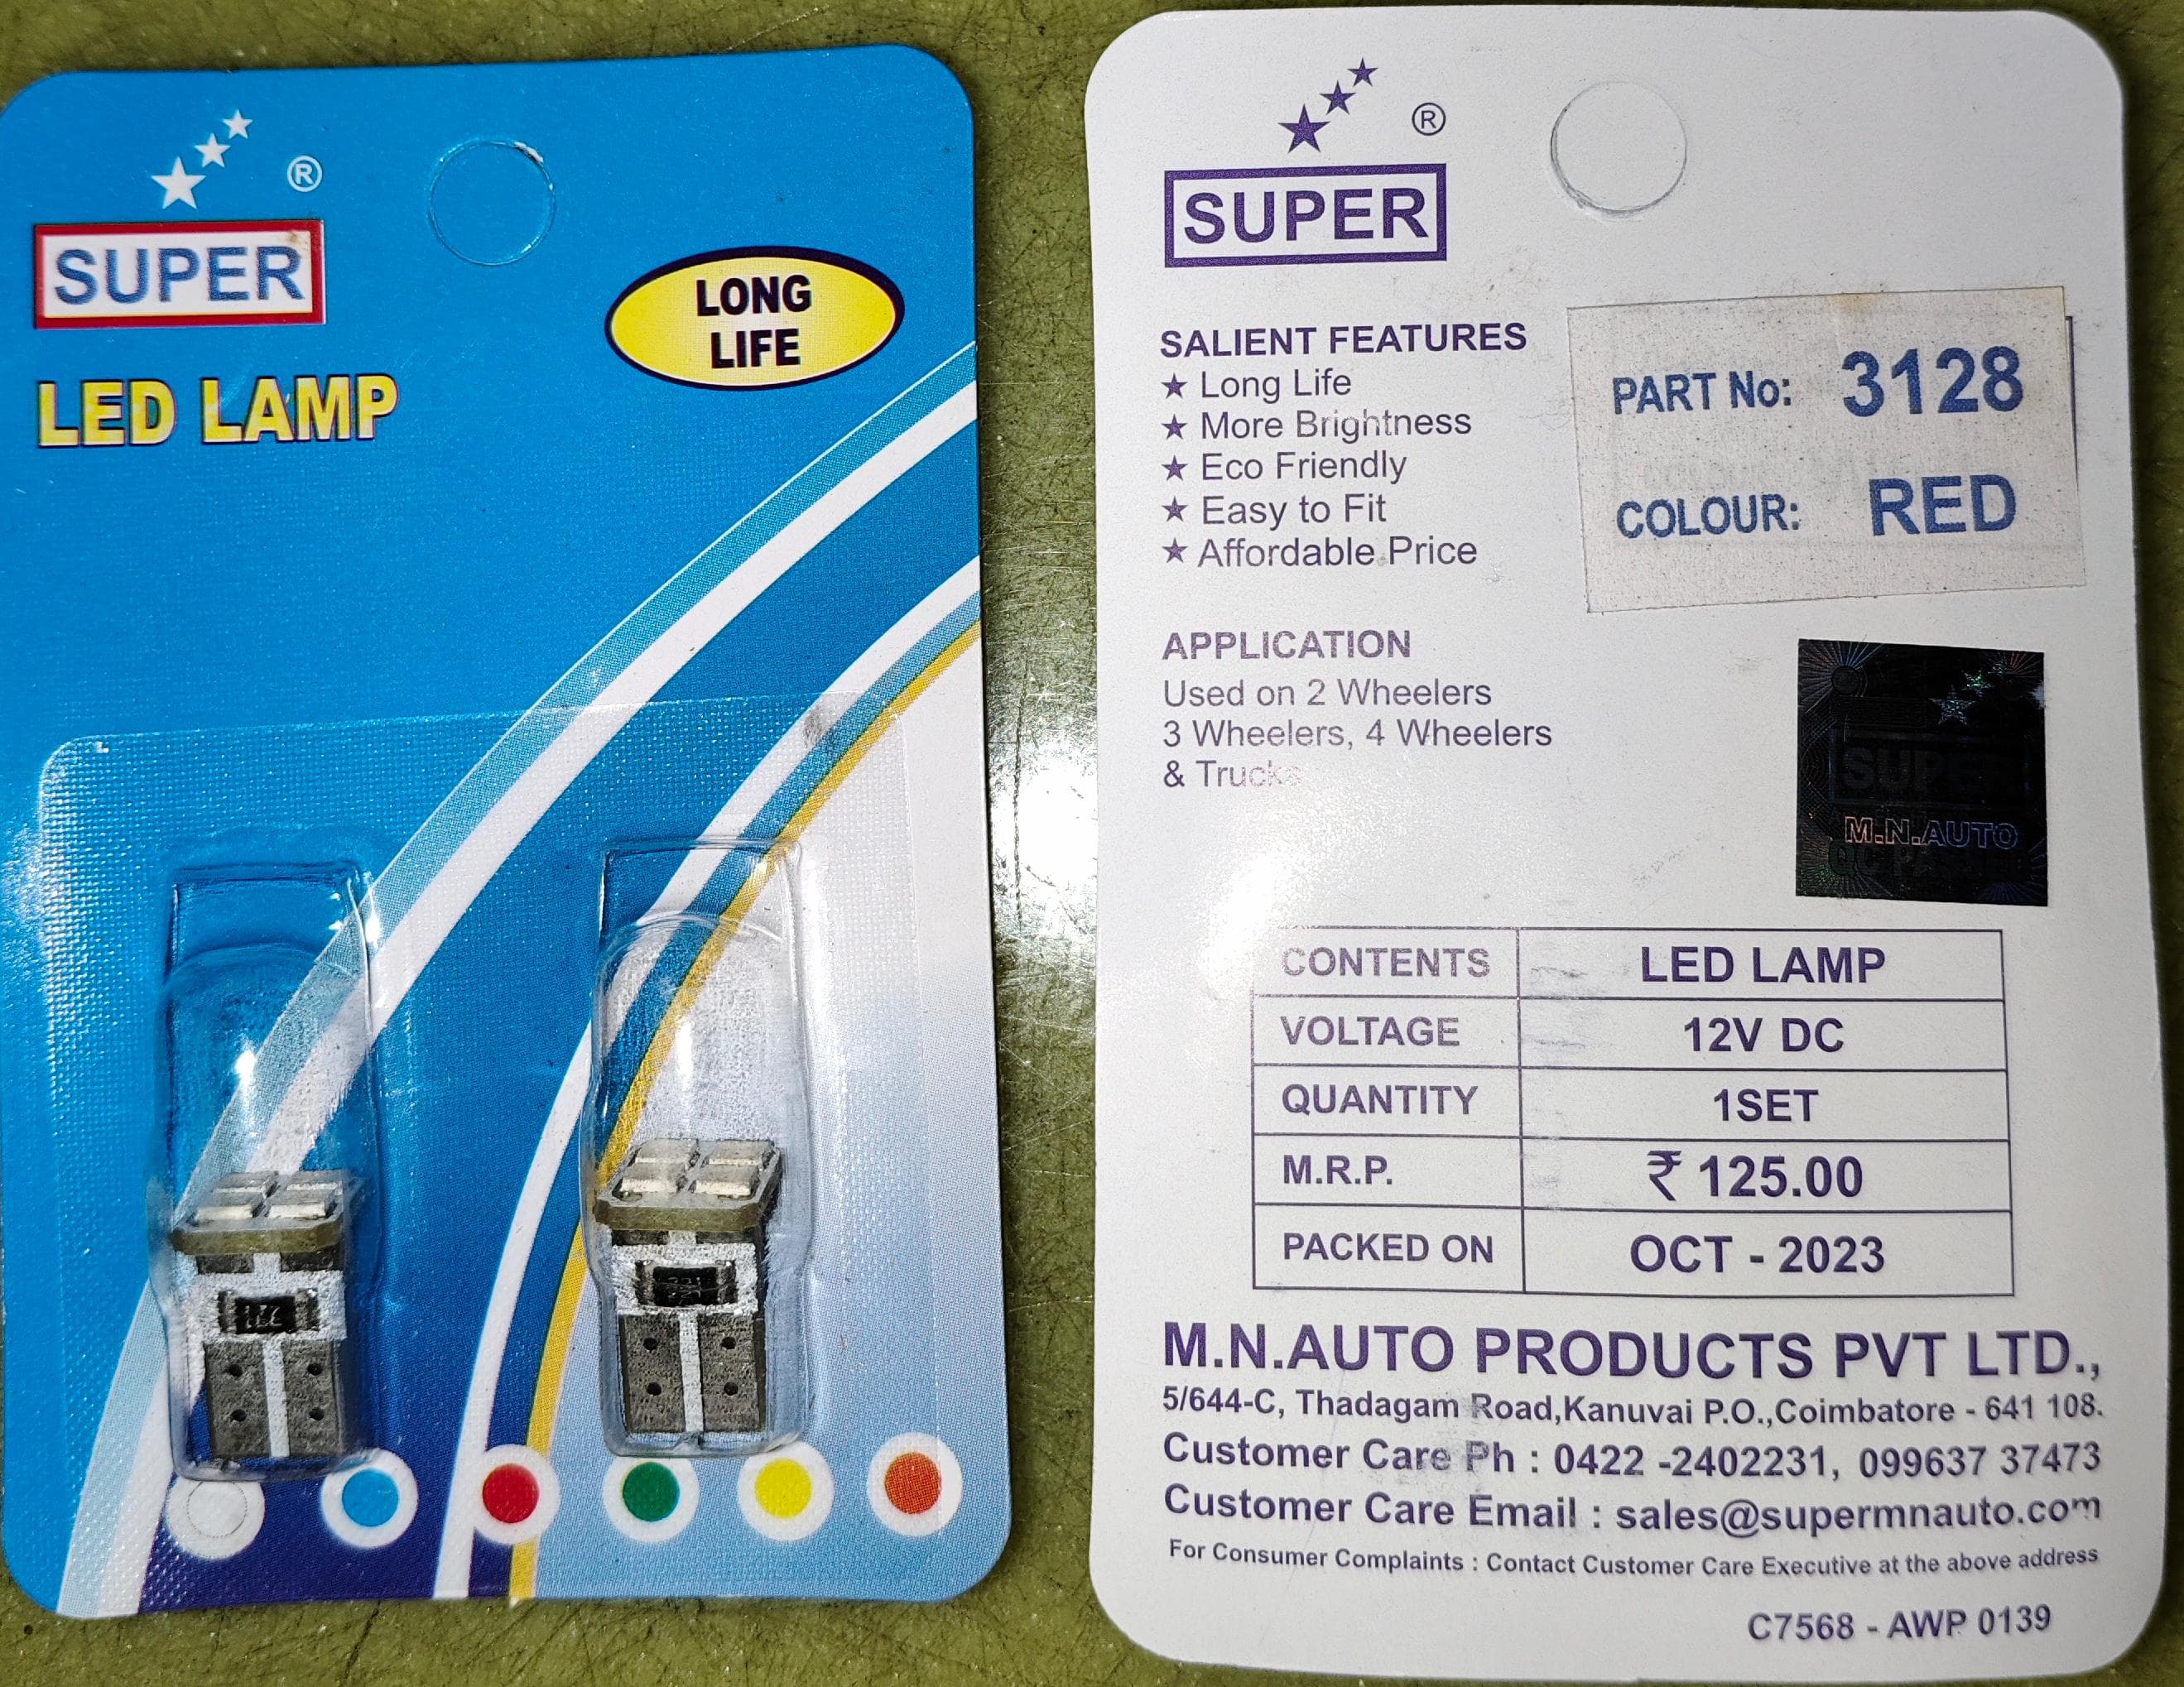 ®
SUPER
LONG
LIFE
LED LAMP
®
SUPER
SALIENT FEATURES
★ Long Life
★ More Brightness
★ Eco Friendly
★ Easy to Fit
★ Affordable Price
PART No: 3128
COLOUR: RED
APPLICATION
Used on 2 Wheelers
3 Wheelers, 4 Wheelers
& Trucks
SUPER
M.N.AUTO
CONTENTS LED LAMP
VOLTAGE 12V DC
QUANTITY 1SET
M.R.P. ₹ 125.00
PACKED ON OCT - 2023
M.N.AUTO PRODUCTS PVT LTD.,
5/644-C, Thadagam Road,Kanuvai P.O.,Coimbatore - 641 108.
Customer Care Ph : 0422 -2402231, 099637 37473
Customer Care Email : sales@supermnauto.com
For Consumer Complaints : Contact Customer Care Executive at the above address
C7568 - AWP 0139